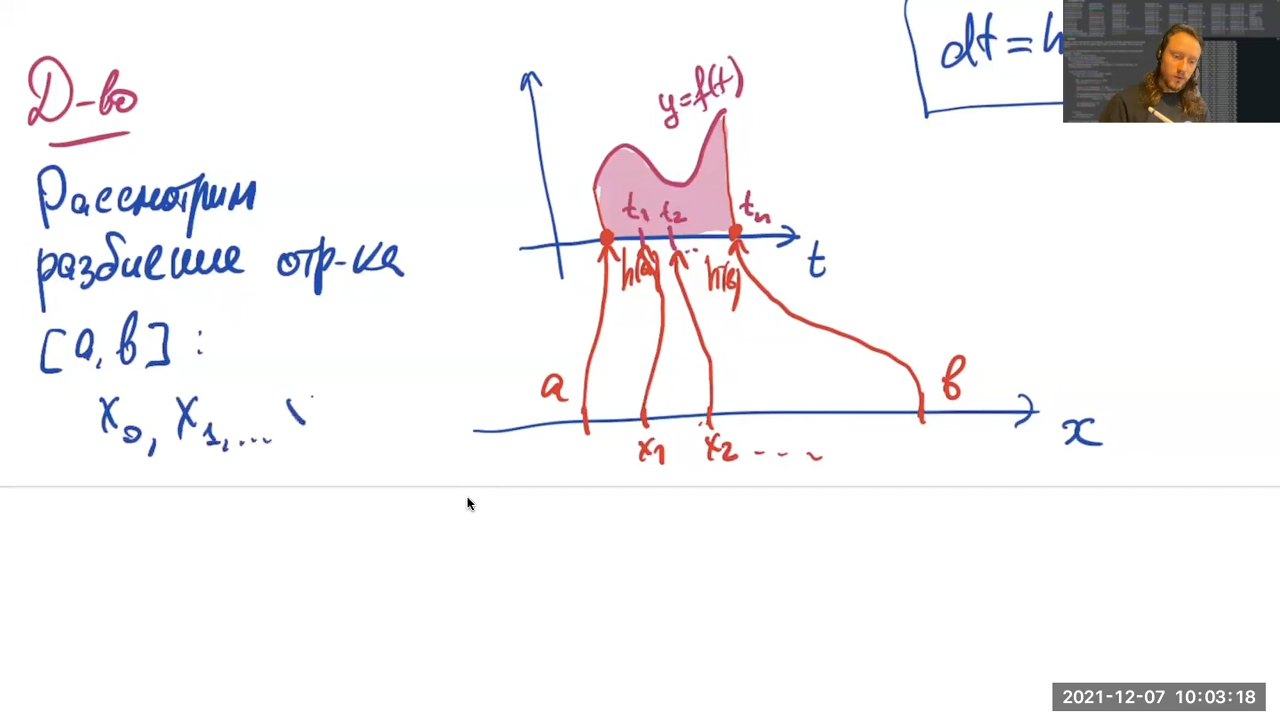 Д-во
Рассмотрим
разбиение отр-ка
[a, b] :
x₀, x₁, ...
dt = h
y = f(t)
t₁ t₂ tₙ
...
h(a) h(b)
t
a b
x₁ x₂ . . . .
x
2021-12-07 10:03:18